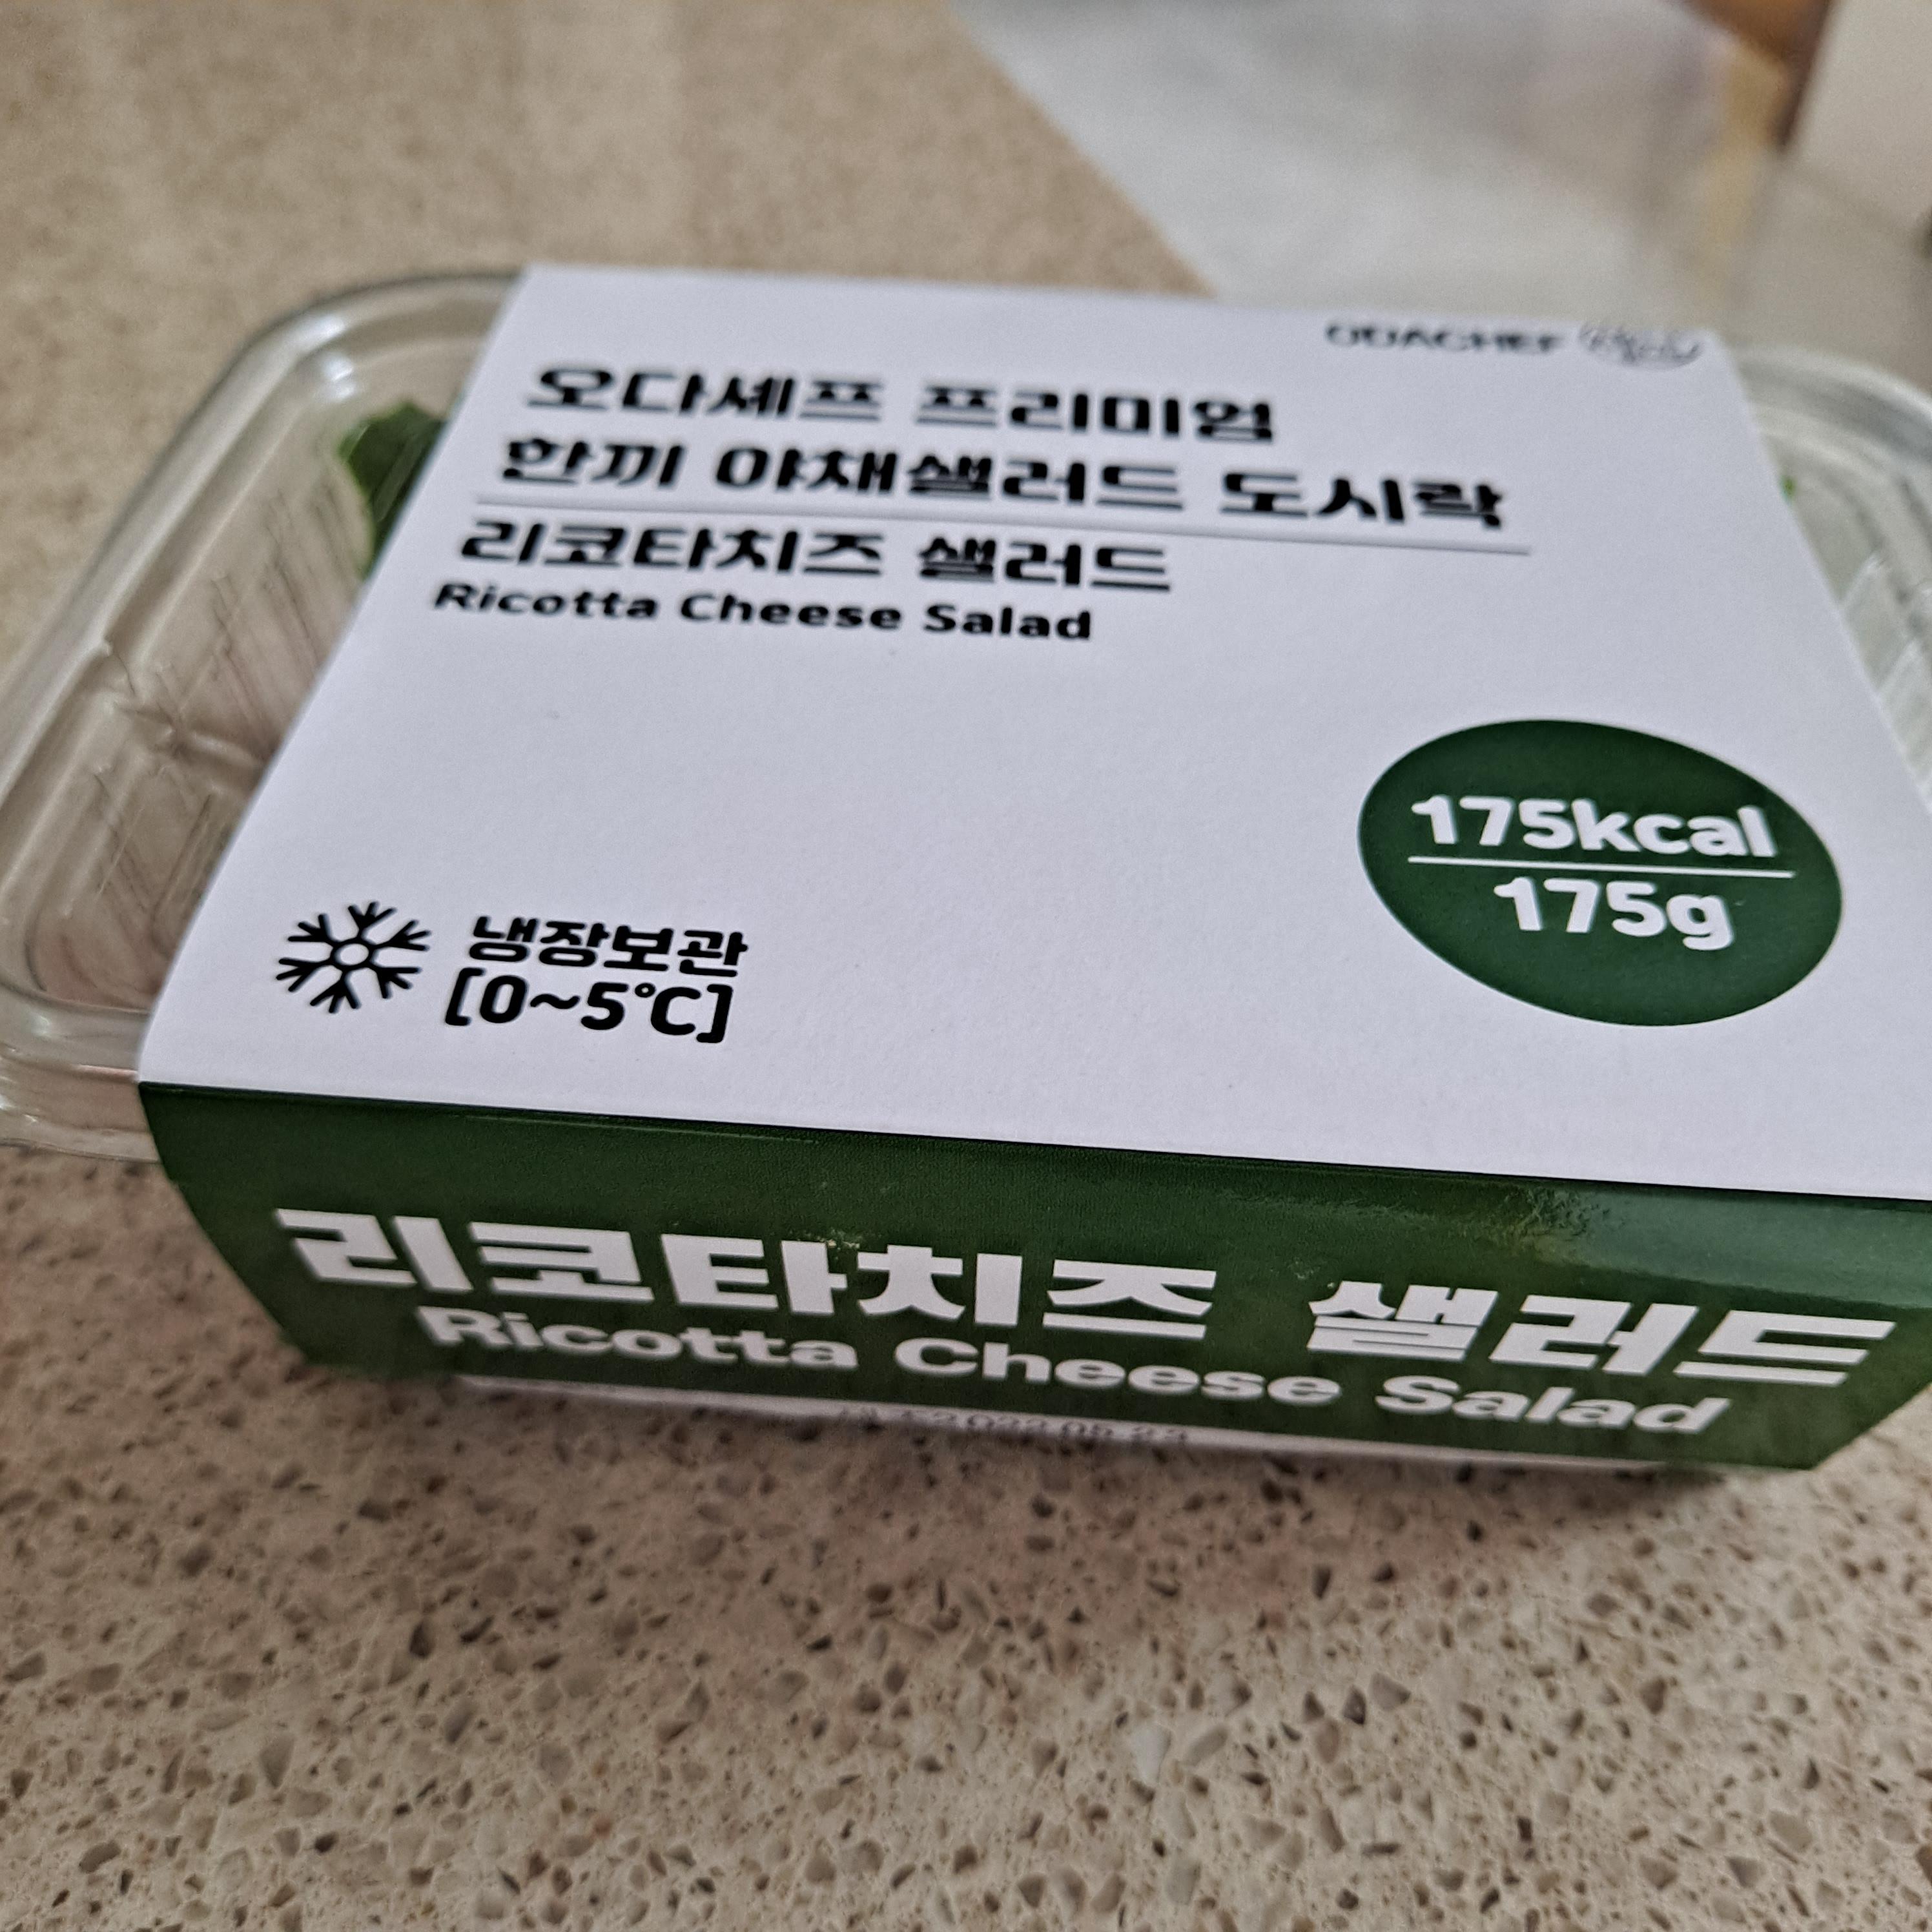 ODACHEF
오다셰프 프리미엄
한끼 야채샐러드 도시락
리코타치즈 샐러드
Ricotta Cheese Salad
175kcal
175g
냉장보관
[0~5℃]
리코타치즈 샐러드
Ricotta Cheese Salad